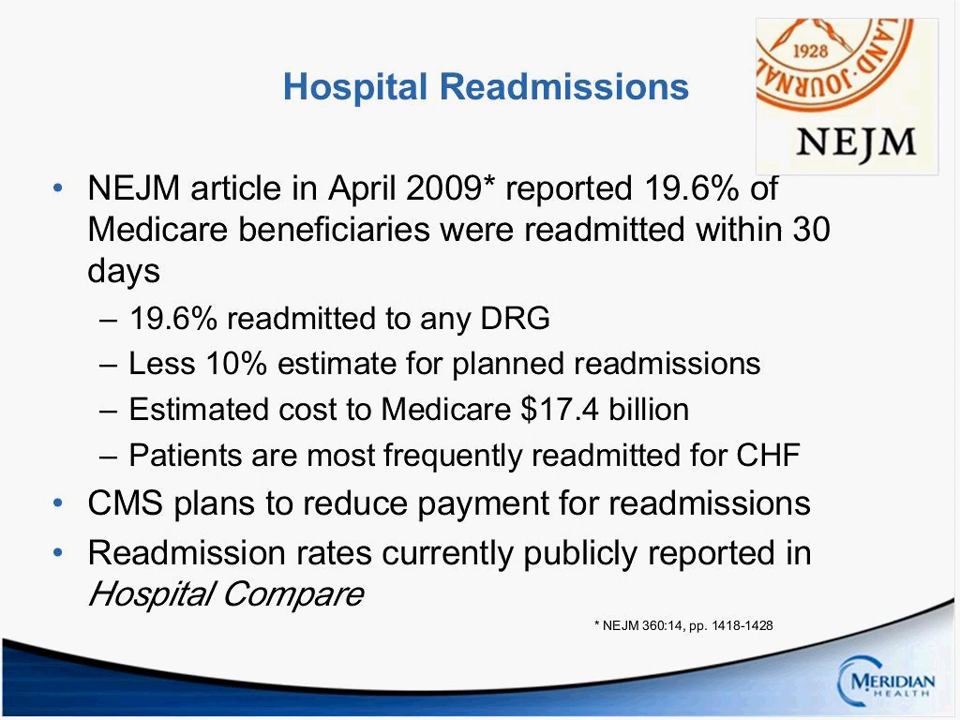 1928
LAND JOURNAL
NEJM
Hospital Readmissions
• NEJM article in April 2009* reported 19.6% of
Medicare beneficiaries were readmitted within 30
days
– 19.6% readmitted to any DRG
– Less 10% estimate for planned readmissions
– Estimated cost to Medicare $17.4 billion
– Patients are most frequently readmitted for CHF
• CMS plans to reduce payment for readmissions
• Readmission rates currently publicly reported in
Hospital Compare
* NEJM 360:14, pp. 1418-1428
MERIDIAN
HEALTH